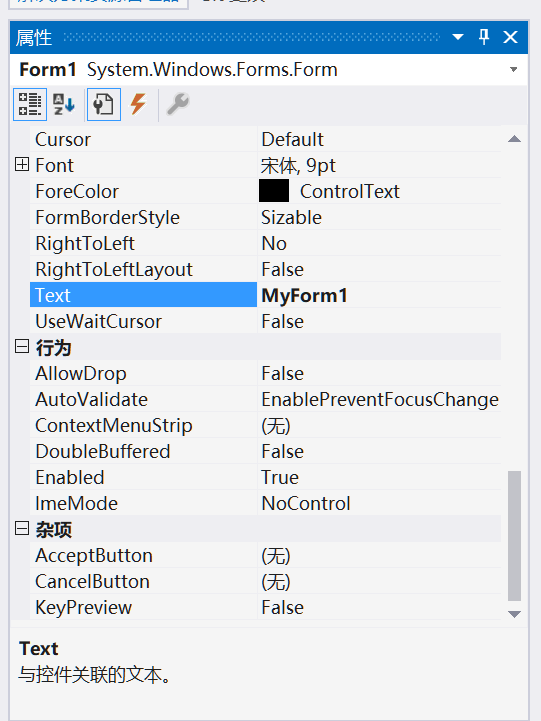 属性
Form1 System.Windows.Forms.Form
Cursor Default
Font 宋体, 9pt
ForeColor ControlText
FormBorderStyle Sizable
RightToLeft No
RightToLeftLayout False
Text MyForm1
UseWaitCursor False
行为
AllowDrop False
AutoValidate EnablePreventFocusChange
ContextMenuStrip (无)
DoubleBuffered False
Enabled True
ImeMode NoControl
杂项
AcceptButton (无)
CancelButton (无)
KeyPreview False
Text
与控件关联的文本。